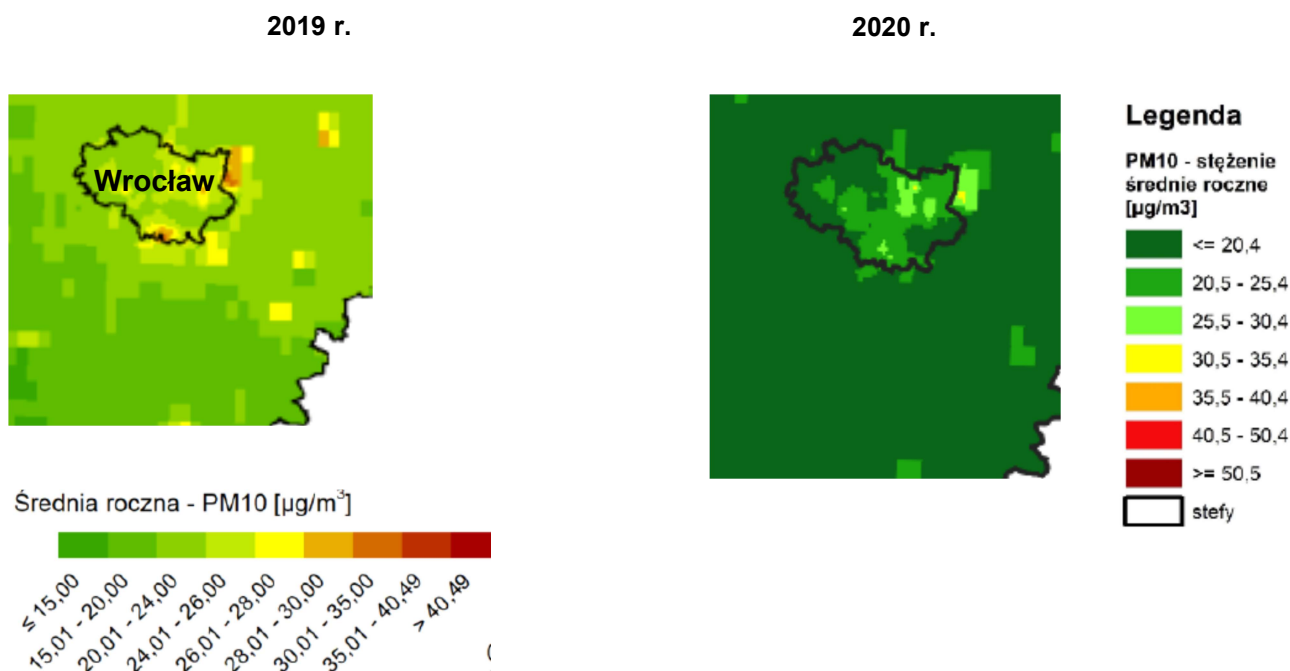 2019 r.
2020 r.
Wrocław
Średnia roczna - PM10 [µg/m³]
≤ 15,00
15,01 - 20,00
20,01 - 24,00
24,01 - 26,00
26,01 - 28,00
28,01 - 30,00
30,01 - 35,00
35,01 - 40,49
> 40,49
Legenda
PM10 - stężenie
średnie roczne
[µg/m3]
<= 20,4
20,5 - 25,4
25,5 - 30,4
30,5 - 35,4
35,5 - 40,4
40,5 - 50,4
>= 50,5
stefy